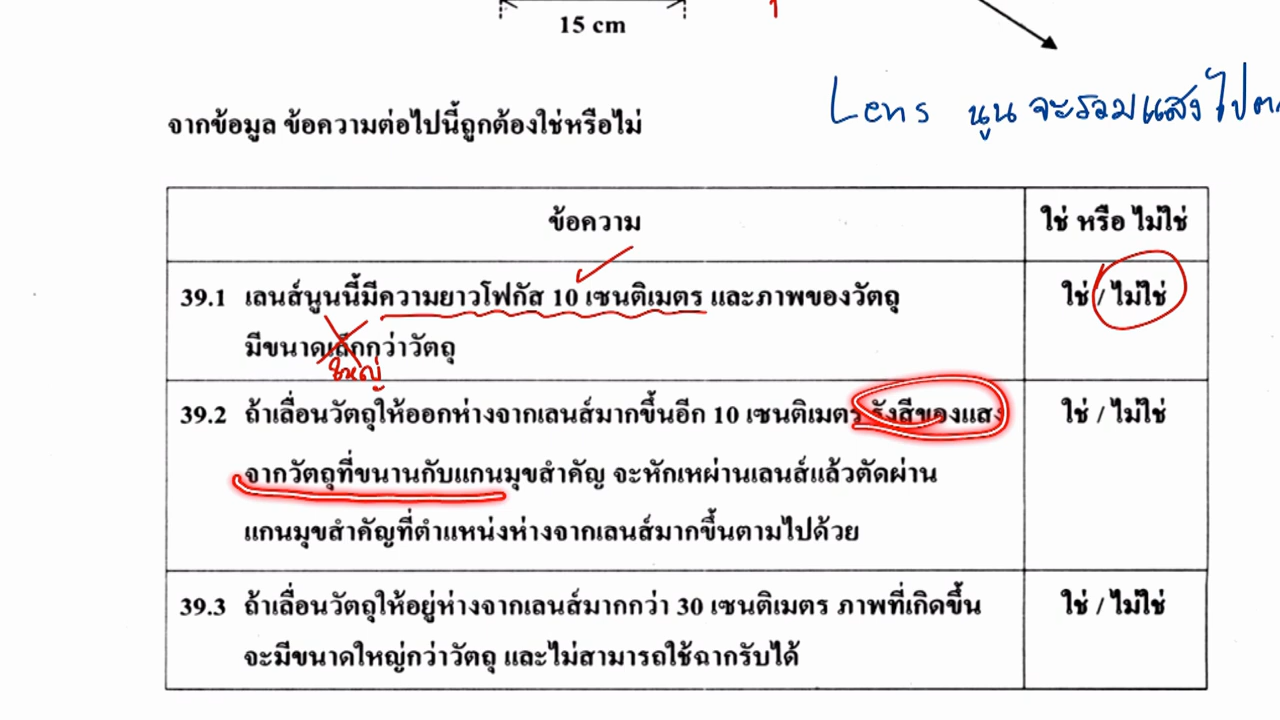 15 cm
Lens นูนจะรวมแสงไป
จากข้อมูล ข้อความต่อไปนี้ถูกต้องใช่หรือไม่
ข้อความ
ใช่ หรือ ไม่ใช่
39.1 เลนส์นูนนี้มีความยาวโฟกัส 10 เซนติเมตร และภาพของวัตถุ
ใช่ / ไม่ใช่
มีขนาดเล็กกว่าวัตถุ
ใหญ่
39.2 ถ้าเลื่อนวัตถุให้ออกห่างจากเลนส์มากขึ้นอีก 10 เซนติเมตร รังสีของแสง
ใช่ / ไม่ใช่
จากวัตถุที่ขนานกับแกนมุขสำคัญ จะหักเหผ่านเลนส์แล้วตัดผ่าน
แกนมุขสำคัญที่ตำแหน่งห่างจากเลนส์มากขึ้นตามไปด้วย
39.3 ถ้าเลื่อนวัตถุให้อยู่ห่างจากเลนส์มากกว่า 30 เซนติเมตร ภาพที่เกิดขึ้น
ใช่ / ไม่ใช่
จะมีขนาดใหญ่กว่าวัตถุ และไม่สามารถใช้ฉากรับได้